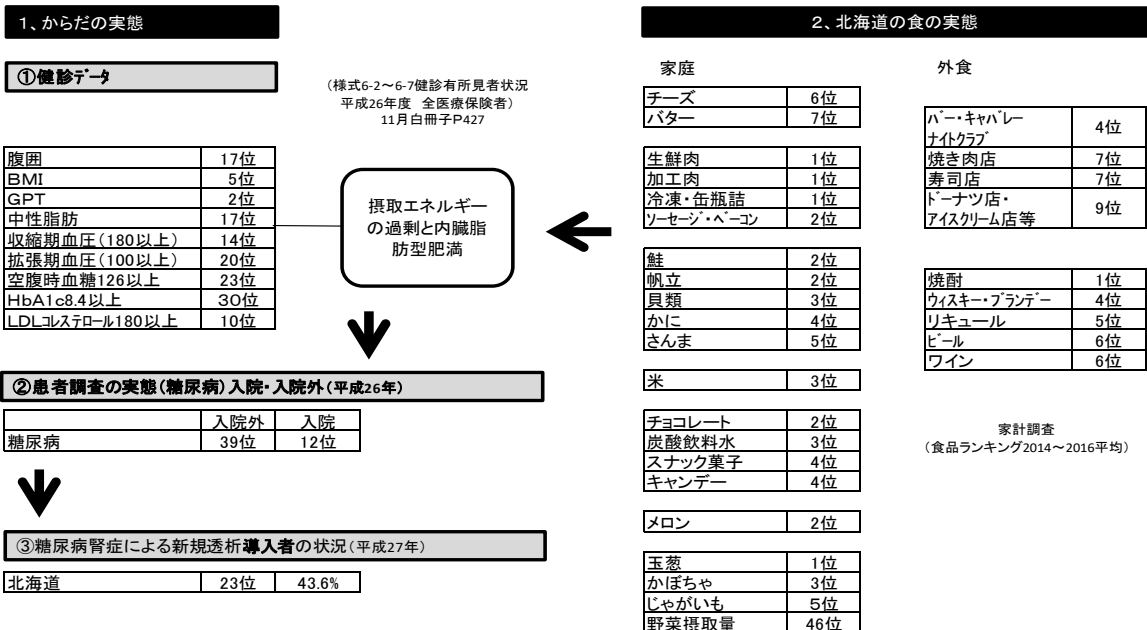 1、からだの実態
①健診ﾃﾞｰﾀ
(様式6-2～6-7健診有所見者状況
平成26年度 全医療保険者)
11月白冊子P427
腹囲 17位
BMI 5位
GPT 2位
中性脂肪 17位
収縮期血圧(180以上) 14位
拡張期血圧(100以上) 20位
空腹時血糖126以上 23位
HbA1c8.4以上 30位
LDLｺﾚｽﾃﾛｰﾙ180以上 10位
摂取エネルギー
の過剰と内臓脂
肪型肥満
②患者調査の実態(糖尿病)入院・入院外(平成26年)
入院外 入院
糖尿病 39位 12位
③糖尿病腎症による新規透析導入者の状況(平成27年)
北海道 23位 43.6%
2、北海道の食の実態
家庭
チーズ 6位
バター 7位
生鮮肉 1位
加工肉 1位
冷凍・缶瓶詰 1位
ｿｰｾｰｼﾞ・ﾍﾞｰｺﾝ 2位
鮭 2位
帆立 2位
貝類 3位
かに 4位
さんま 5位
米 3位
チョコレート 2位
炭酸飲料水 3位
スナック菓子 4位
キャンデー 4位
メロン 2位
玉葱 1位
かぼちゃ 3位
じゃがいも 5位
野菜摂取量 46位
外食
ﾊﾞｰ・ｷｬﾊﾞﾚｰ
ﾅｲﾄｸﾗﾌﾞ 4位
焼き肉店 7位
寿司店 7位
ﾄﾞｰﾅﾂ店・
ｱｲｽｸﾘｰﾑ店等 9位
焼酎 1位
ｳｨｽｷｰ・ﾌﾞﾗﾝﾃﾞｰ 4位
リキュール 5位
ﾋﾞｰﾙ 6位
ワイン 6位
家計調査
(食品ランキング2014～2016平均)